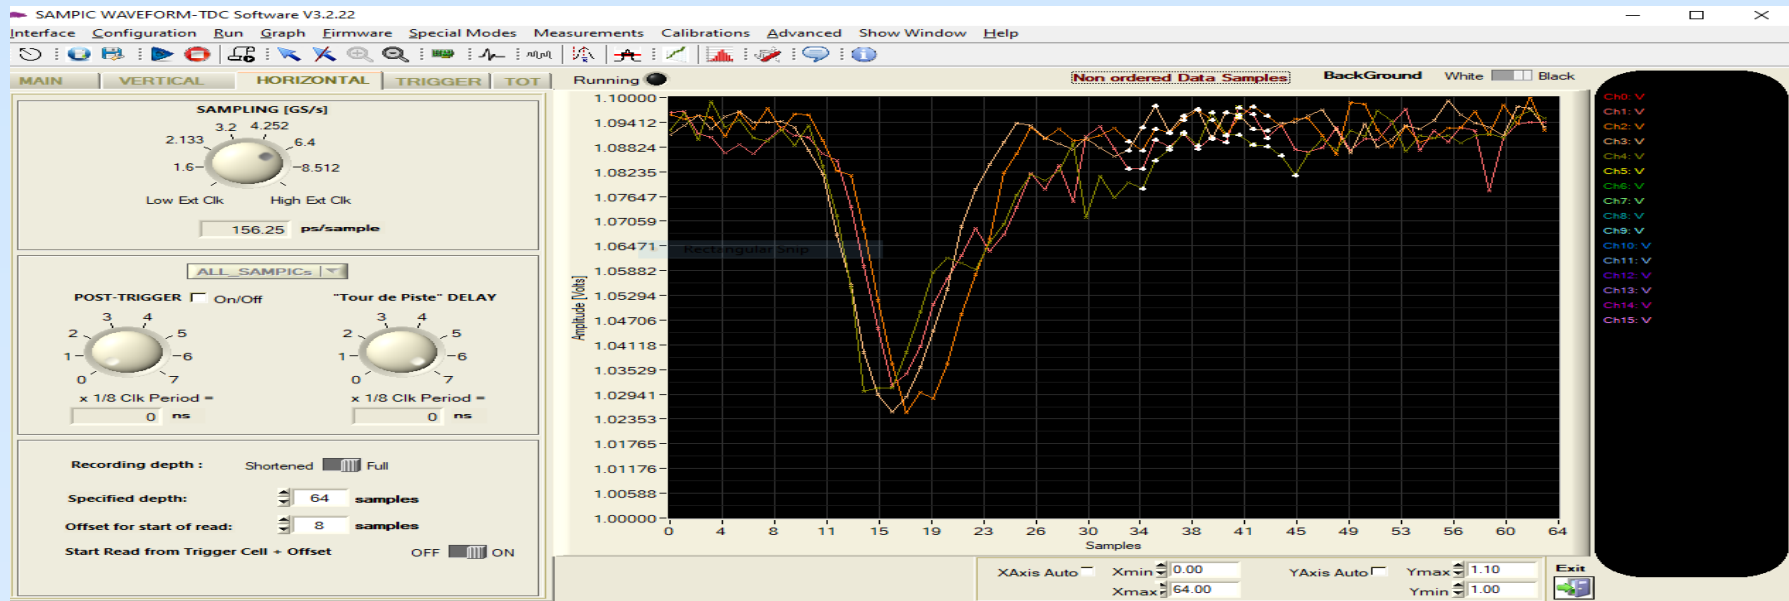 SAMPIC WAVEFORM-TDC Software V3.2.22
Interface Configuration Run Graph Firmware Special Modes Measurements Calibrations Advanced Show Window Help
MAIN VERTICAL HORIZONTAL TRIGGER TOT
Running
Non ordered Data Samples
BackGround White Black
SAMPLING [GS/s]
3.2 4.252
2.133 6.4
1.6 8.512
Low Ext Clk High Ext Clk
156.25 ps/sample
ALL_SAMPICs
POST-TRIGGER On/Off
"Tour de Piste" DELAY
3 4
2 5
1 6
0 7
x 1/8 Clk Period =
0 ns
3 4
2 5
1 6
0 7
x 1/8 Clk Period =
0 ns
Recording depth : Shortened Full
Specified depth: 64 samples
Offset for start of read: 8 samples
Start Read from Trigger Cell + Offset OFF ON
Amplitude [Volts]
1.10000
1.09412
1.08824
1.08235
1.07647
1.07059
1.06471
1.05882
1.05294
1.04706
1.04118
1.03529
1.02941
1.02353
1.01765
1.01176
1.00588
1.00000
Rectangular Snip
0 4 8 11 15 19 23 26 30 34 38 41 45 49 53 56 60 64
Samples
XAxis Auto Xmin 0.00
Xmax 64.00
YAxis Auto Ymax 1.10
Ymin 1.00
Exit
Ch0: V
Ch1: V
Ch2: V
Ch3: V
Ch4: V
Ch5: V
Ch6: V
Ch7: V
Ch8: V
Ch9: V
Ch10: V
Ch11: V
Ch12: V
Ch13: V
Ch14: V
Ch15: V